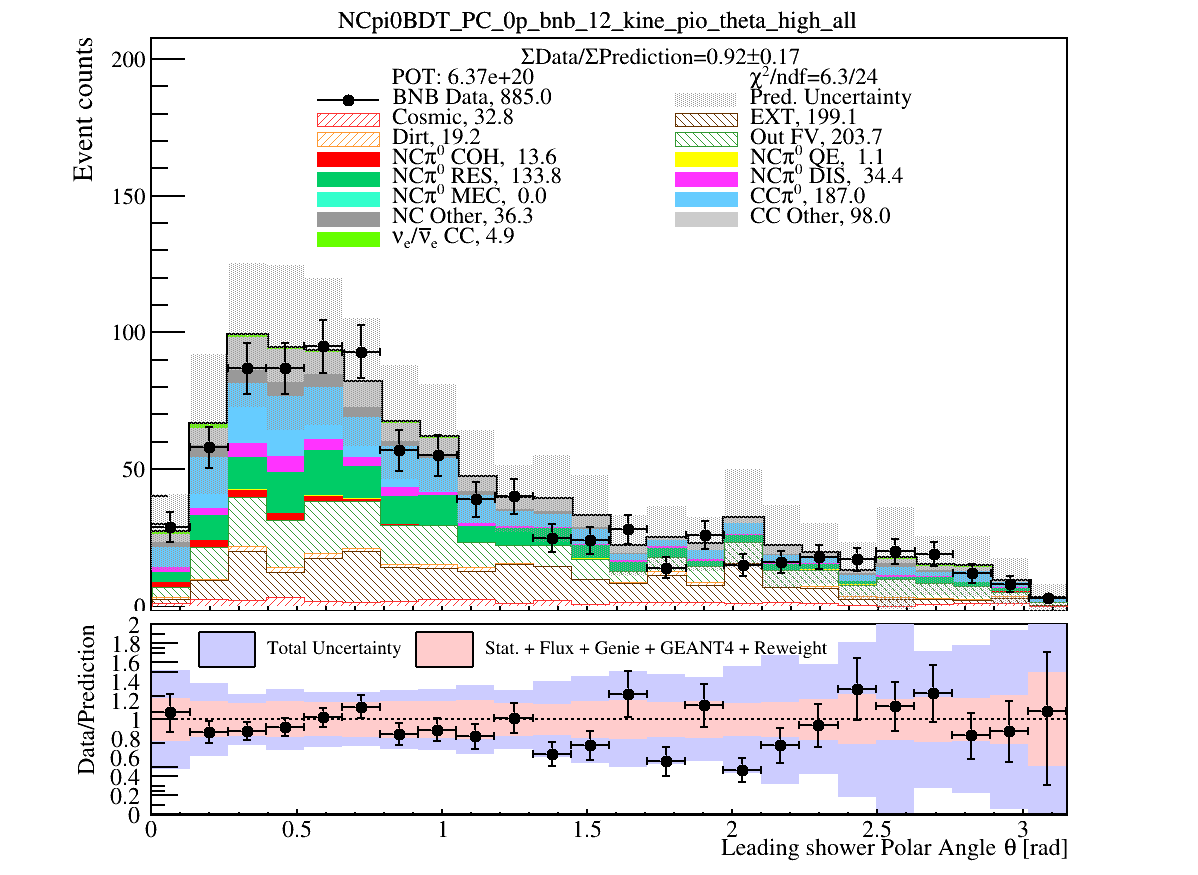 NCpi0BDT_PC_0p_bnb_12_kine_pio_theta_high_all
ΣData/ΣPrediction=0.92±0.17
POT: 6.37e+20
χ²/ndf=6.3/24
BNB Data, 885.0
Pred. Uncertainty
Cosmic, 32.8
EXT, 199.1
Dirt, 19.2
Out FV, 203.7
NCπ⁰ COH, 13.6
NCπ⁰ QE, 1.1
NCπ⁰ RES, 133.8
NCπ⁰ DIS, 34.4
NCπ⁰ MEC, 0.0
CCπ⁰, 187.0
NC Other, 36.3
CC Other, 98.0
νₑ/ν̅ₑ CC, 4.9
Event counts
200
150
100
50
0
Data/Prediction
Total Uncertainty
Stat. + Flux + Genie + GEANT4 + Reweight
2
1.8
1.6
1.4
1.2
1
0.8
0.6
0.4
0.2
0
0 0.5 1 1.5 2 2.5 3
Leading shower Polar Angle θ [rad]